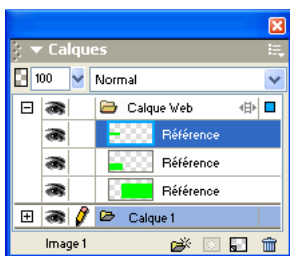 Calques
100 Normal
Calque Web
Référence
Référence
Référence
Calque 1
Image 1